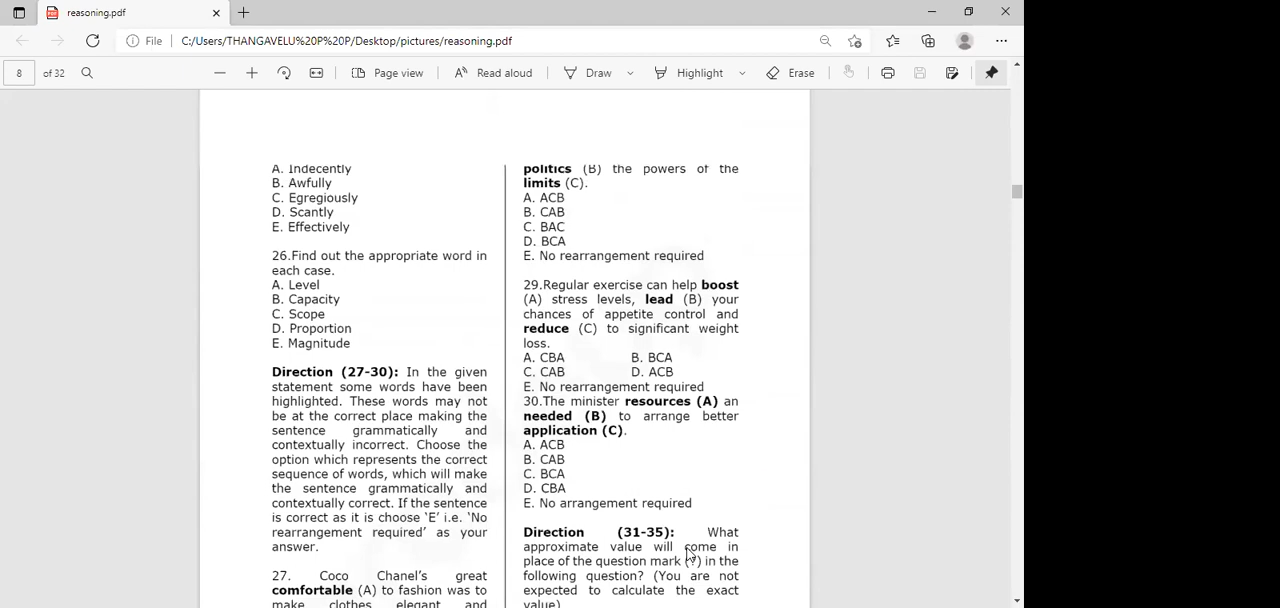 reasoning.pdf
File
C:/Users/THANGAVELU%20P%20P/Desktop/pictures/reasoning.pdf
8 of 32
Page view
Read aloud
Draw
Highlight
Erase
A. Indecently
B. Awfully
C. Egregiously
D. Scantly
E. Effectively
26.Find out the appropriate word in
each case.
A. Level
B. Capacity
C. Scope
D. Proportion
E. Magnitude
Direction (27-30): In the given
statement some words have been
highlighted. These words may not
be at the correct place making the
sentence grammatically and
contextually incorrect. Choose the
option which represents the correct
sequence of words, which will make
the sentence grammatically and
contextually correct. If the sentence
is correct as it is choose ‘E’ i.e. ‘No
rearrangement required’ as your
answer.
27. Coco Chanel’s great
comfortable (A) to fashion was to
make clothes elegant and
politics (B) the powers of the
limits (C).
A. ACB
B. CAB
C. BAC
D. BCA
E. No rearrangement required
29.Regular exercise can help boost
(A) stress levels, lead (B) your
chances of appetite control and
reduce (C) to significant weight
loss.
A. CBA B. BCA
C. CAB D. ACB
E. No rearrangement required
30.The minister resources (A) an
needed (B) to arrange better
application (C).
A. ACB
B. CAB
C. BCA
D. CBA
E. No arrangement required
Direction (31-35): What
approximate value will come in
place of the question mark (?) in the
following question? (You are not
expected to calculate the exact
value)